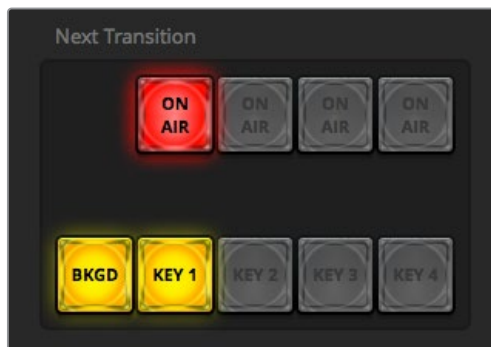 Next Transition
ON AIR
ON AIR
ON AIR
ON AIR
BKGD
KEY 1
KEY 2
KEY 3
KEY 4